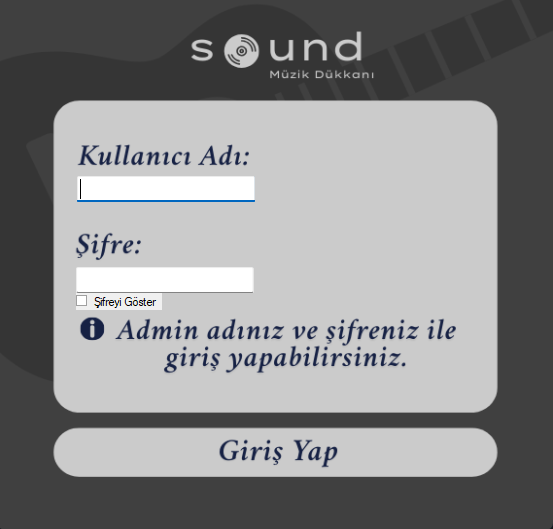 sound
Müzik Dükkanı
Kullanıcı Adı:
Şifre:
Şifreyi Göster
Admin adınız ve şifreniz ile
giriş yapabilirsiniz.
Giriş Yap